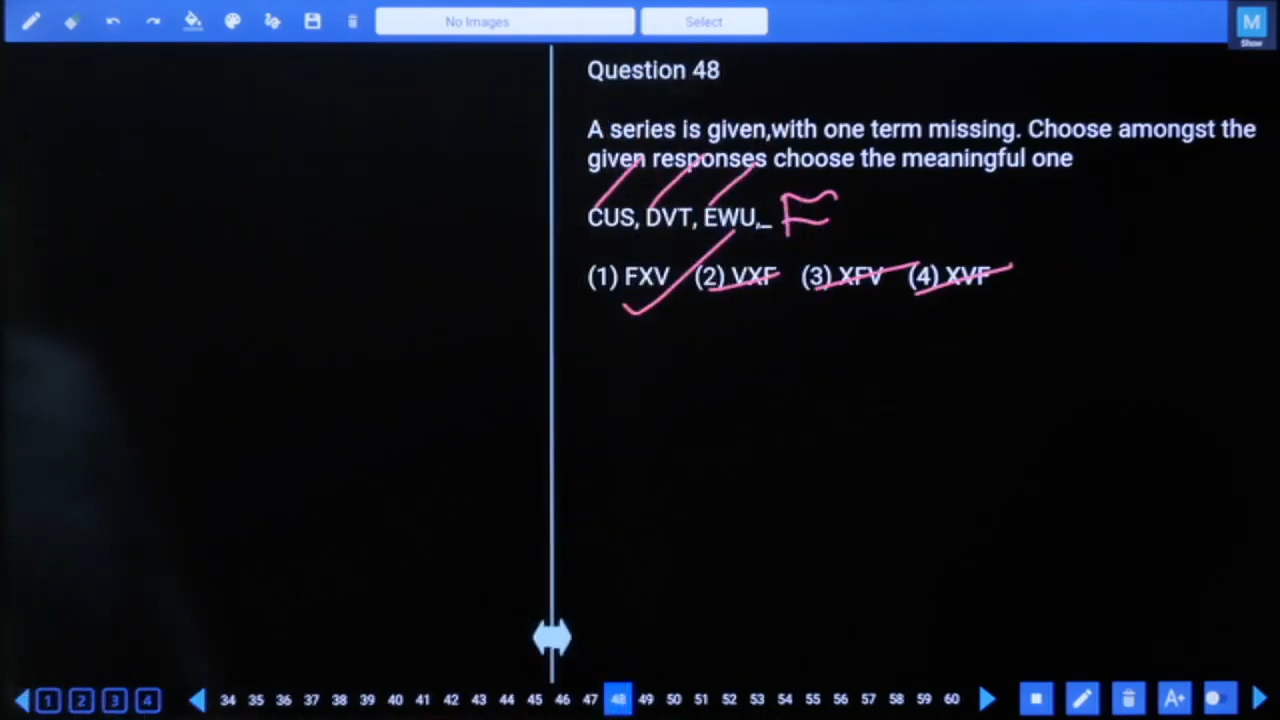 No Images
Select
M
Show
Question 48
A series is given,with one term missing. Choose amongst the
given responses choose the meaningful one
CUS, DVT, EWU,_ F
(1) FXV (2) VXF (3) XFV (4) XVF
1 2 3 4 34 35 36 37 38 39 40 41 42 43 44 45 46 47 48 49 50 51 52 53 54 55 56 57 58 59 60 A+